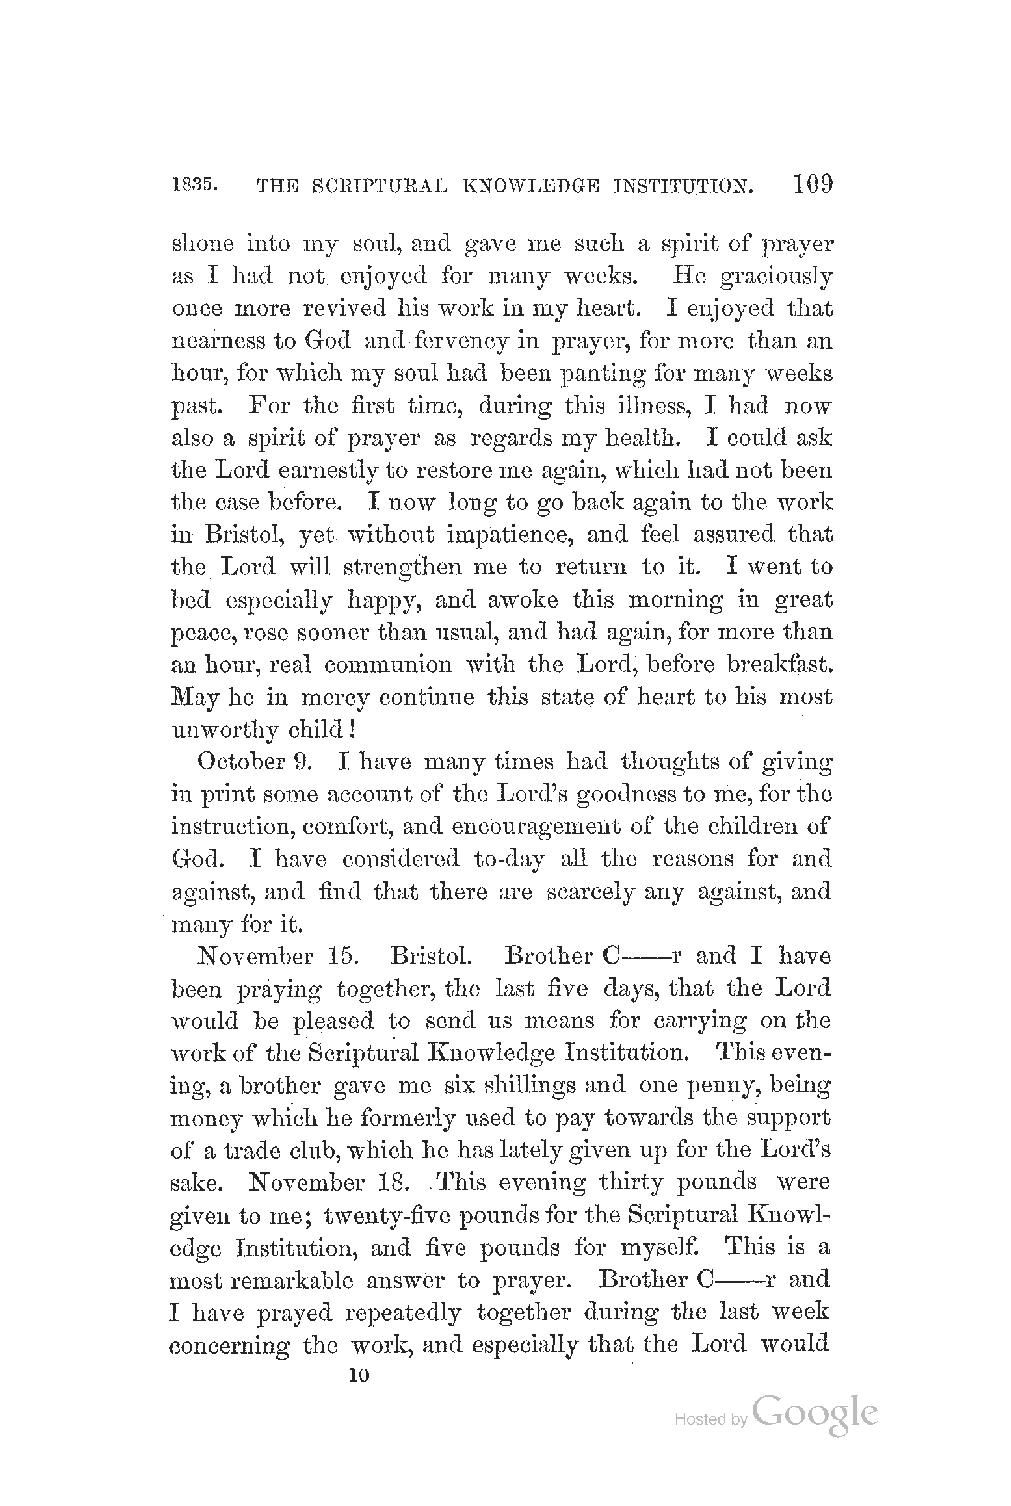 1835. THE SCRIPTURAL KNOWLEDGE INSTITUTION. 109
shone into my soul, and gave me such a spirit of prayer
as I had not enjoyed for many weeks. He graciously
once more revived his work in my heart. I enjoyed that
nearness to God and fervency in prayer, for more than an
hour, for which my soul had been panting for many weeks
past. For the first time, during this illness, I had now
also a spirit of prayer as regards my health. I could ask
the Lord earnestly to restore me again, which had not been
the case before. I now long to go back again to the work
in Bristol, yet without impatience, and feel assured that
the Lord will strengthen me to return to it. I went to
bed especially happy, and awoke this morning in great
peace, rose sooner than usual, and had again, for more than
an hour, real communion with the Lord, before breakfast.
May he in mercy continue this state of heart to his most
unworthy child!
October 9. I have many times had thoughts of giving
in print some account of the Lord's goodness to me, for the
instruction, comfort, and encouragement of the children of
God. I have considered to-day all the reasons for and
against, and find that there are scarcely any against, and
many for it.
November 15. Bristol. Brother C——r and I have
been praying together, the last five days, that the Lord
would be pleased to send us means for carrying on the
work of the Scriptural Knowledge Institution. This even-
ing, a brother gave me six shillings and one penny, being
money which he formerly used to pay towards the support
of a trade club, which he has lately given up for the Lord's
sake. November 18. This evening thirty pounds were
given to me; twenty-five pounds for the Scriptural Knowl-
edge Institution, and five pounds for myself. This is a
most remarkable answer to prayer. Brother C——r and
I have prayed repeatedly together during the last week
concerning the work, and especially that the Lord would
10
Hosted by Google